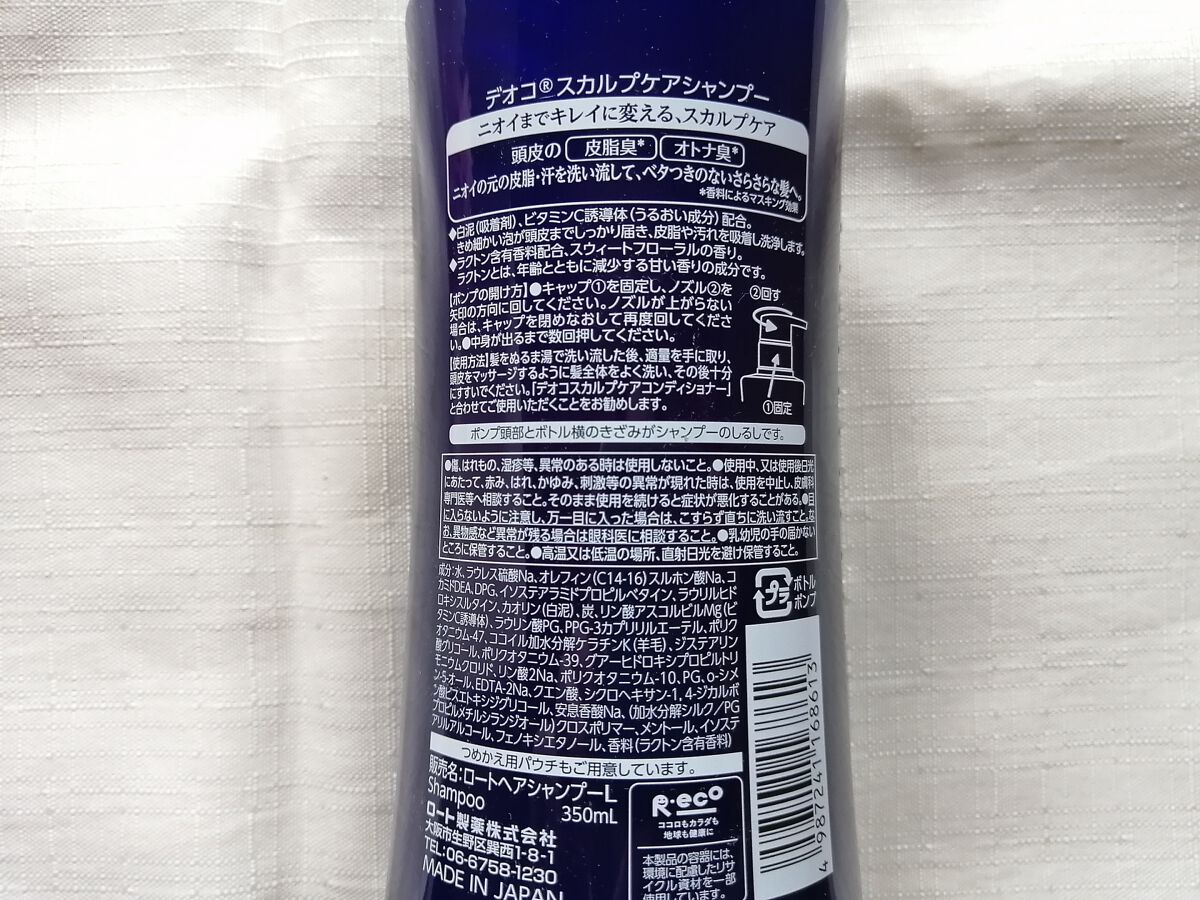 デオコ®スカルプケアシャンプー
ニオイまでキレイに変える、スカルプケア
頭皮の 皮脂臭* オトナ臭*
ニオイの元の皮脂・汗を洗い流して、ベタつきのないさらさらな髪へ。
*香料によるマスキング効果
◆白泥(吸着剤)、ビタミンC誘導体(うるおい成分)配合。
きめ細かい泡が頭皮までしっかり届き、皮脂や汚れを吸着し洗浄します。
◆ラクトン含有香料配合、スウィートフローラルの香り。
ラクトンとは、年齢とともに減少する甘い香りの成分です。
【ポンプの開け方】●キャップ①を固定し、ノズル②を
矢印の方向に回してください。ノズルが上がらない
場合は、キャップを閉めなおして再度回してくださ
い。●中身が出るまで数回押してください。
②回す
①固定
【使用方法】髪をぬるま湯で洗い流した後、適量を手に取り、
頭皮をマッサージするように髪全体をよく洗い、その後十分
にすすいでください。「デオコスカルプケアコンディショナー」
と合わせてご使用いただくことをお勧めします。
ポンプ頭部とボトル横のきざみがシャンプーのしるしです。
●傷、はれもの、湿疹等、異常のある時は使用しないこと。●使用中、又は使用後日光
にあたって、赤み、はれ、かゆみ、刺激等の異常が現れた時は、使用を中止し、皮膚科
専門医等へ相談すること。そのまま使用を続けると症状が悪化することがある。●目
に入らないように注意し、万一目に入った場合は、こすらず直ちに洗い流すこと。な
お、異物感など異常が残る場合は眼科医に相談すること。●乳幼児の手の届かない
ところに保管すること。●高温又は低温の場所、直射日光を避け保管すること。
成分:水、ラウレス硫酸Na、オレフィン(C14-16)スルホン酸Na、コ
カミドDEA、DPG、イソステアラミドプロピルベタイン、ラウリルヒド
ロキシスルタイン、カオリン(白泥)、炭、リン酸アスコルビルMg(ビ
タミンC誘導体)、ラウリン酸PG、PPG-3カプリリルエーテル、ポリク
オタニウム-47、ココイル加水分解ケラチンK(羊毛)、ジステアリン
酸グリコール、ポリクオタニウム-39、グアーヒドロキシプロピルトリ
モニウムクロリド、リン酸2Na、ポリクオタニウム-10、PG、o-シメ
ン-5-オール、EDTA-2Na、クエン酸、シクロヘキサン-1,4-ジカルボ
ン酸ビスエトキシジグリコール、安息香酸Na、(加水分解シルク/PG
プロピルメチルシランジオール)クロスポリマー、メントール、イソステ
アリルアルコール、フェノキシエタノール、香料(ラクトン含有香料)
プラ
ボトル
ポンプ
つめかえ用パウチもご用意しています。
販売名:ロートヘアシャンプーL
Shampoo 350mL
ロート製薬株式会社
大阪市生野区巽西1-8-1
TEL:06-6758-1230
MADE IN JAPAN
R・eco
ココロもカラダも
地球も健康に
本製品の容器には、
環境に配慮したリサ
イクル資材を一部
使用しています。
4 987241 168613